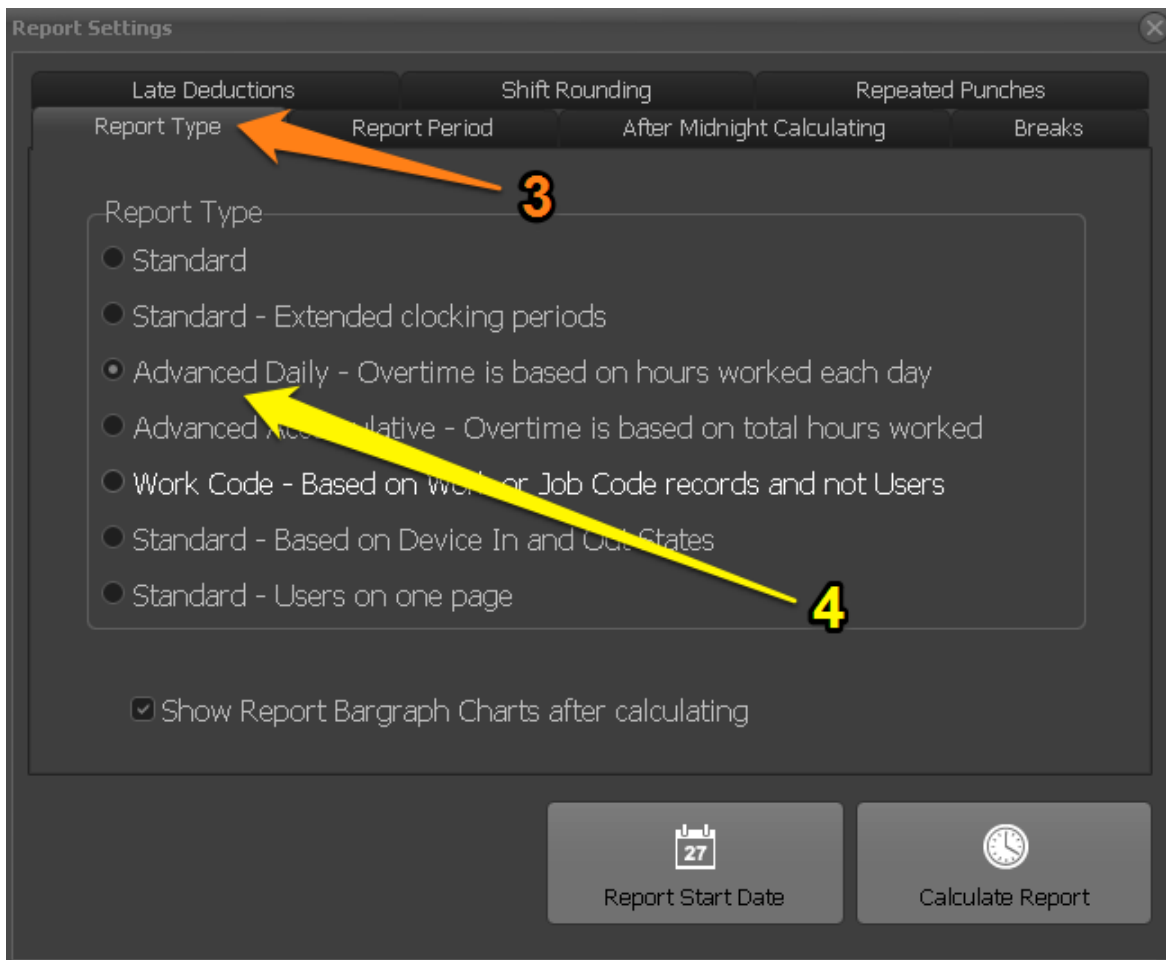 Report Settings
Late Deductions Shift Rounding Repeated Punches
Report Type Report Period After Midnight Calculating Breaks
3
Report Type
Standard
Standard - Extended clocking periods
Advanced Daily - Overtime is based on hours worked each day
Advanced Accumulative - Overtime is based on total hours worked
Work Code - Based on Work or Job Code records and not Users
Standard - Based on Device In and Out States
Standard - Users on one page
4
Show Report Bargraph Charts after calculating
27
Report Start Date Calculate Report